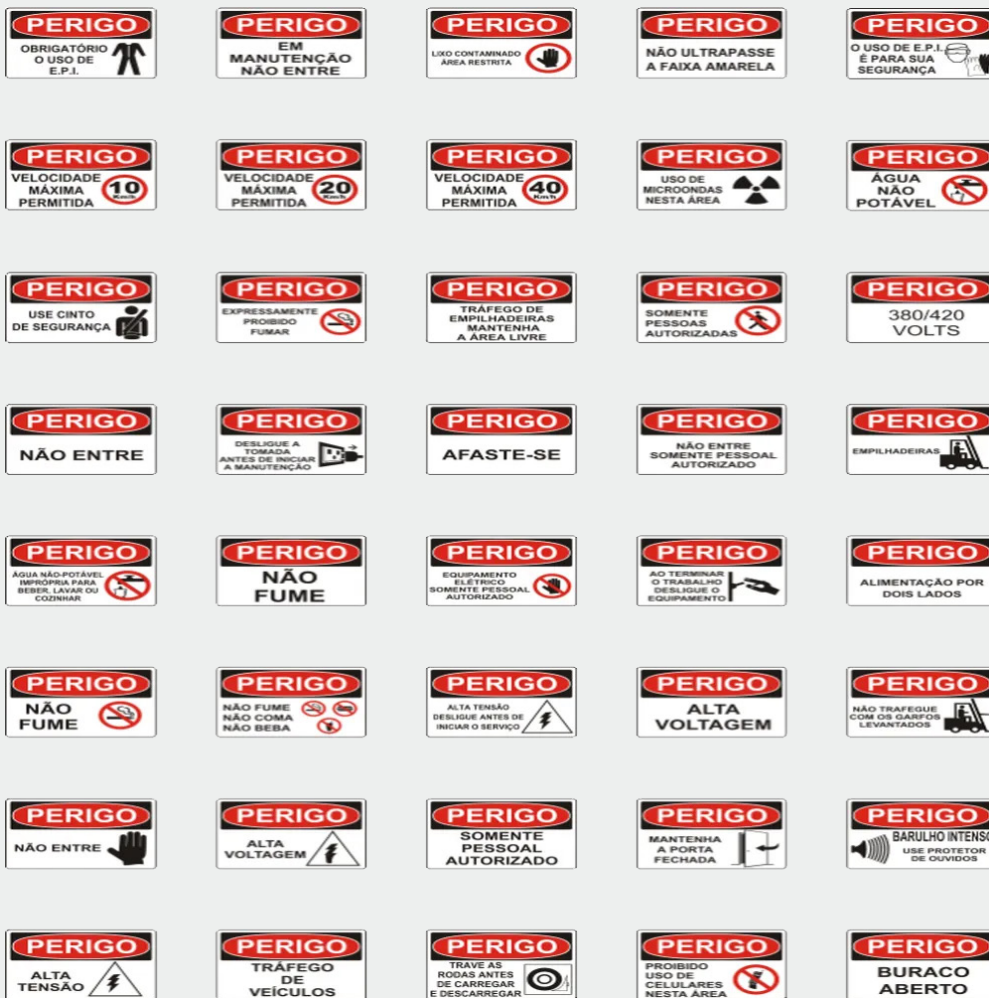 PERIGO
OBRIGATÓRIO
O USO DE
E.P.I.
PERIGO
EM
MANUTENÇÃO
NÃO ENTRE
PERIGO
LIXO CONTAMINADO
ÁREA RESTRITA
PERIGO
NÃO ULTRAPASSE
A FAIXA AMARELA
PERIGO
O USO DE E.P.I.
É PARA SUA
SEGURANÇA
PERIGO
VELOCIDADE
MÁXIMA
PERMITIDA
10
Km/h
PERIGO
VELOCIDADE
MÁXIMA
PERMITIDA
20
Km/h
PERIGO
VELOCIDADE
MÁXIMA
PERMITIDA
40
Km/h
PERIGO
USO DE
MICROONDAS
NESTA ÁREA
PERIGO
ÁGUA
NÃO
POTÁVEL
PERIGO
USE CINTO
DE SEGURANÇA
PERIGO
EXPRESSAMENTE
PROIBIDO
FUMAR
PERIGO
TRÁFEGO DE
EMPILHADEIRAS
MANTENHA
A ÁREA LIVRE
PERIGO
SOMENTE
PESSOAS
AUTORIZADAS
PERIGO
380/420
VOLTS
PERIGO
NÃO ENTRE
PERIGO
DESLIGUE A
TOMADA
ANTES DE INICIAR
A MANUTENÇÃO
PERIGO
AFASTE-SE
PERIGO
NÃO ENTRE
SOMENTE PESSOAL
AUTORIZADO
PERIGO
EMPILHADEIRAS
PERIGO
ÁGUA NÃO-POTÁVEL
IMPRÓPRIA PARA
BEBER, LAVAR OU
COZINHAR
PERIGO
NÃO
FUME
PERIGO
EQUIPAMENTO
ELÉTRICO
SOMENTE PESSOAL
AUTORIZADO
PERIGO
AO TERMINAR
O TRABALHO
DESLIGUE O
EQUIPAMENTO
PERIGO
ALIMENTAÇÃO POR
DOIS LADOS
PERIGO
NÃO
FUME
PERIGO
NÃO FUME
NÃO COMA
NÃO BEBA
PERIGO
ALTA TENSÃO
DESLIGUE ANTES DE
INICIAR O SERVIÇO
PERIGO
ALTA
VOLTAGEM
PERIGO
NÃO TRAFEGUE
COM OS GARFOS
LEVANTADOS
PERIGO
NÃO ENTRE
PERIGO
ALTA
VOLTAGEM
PERIGO
SOMENTE
PESSOAL
AUTORIZADO
PERIGO
MANTENHA
A PORTA
FECHADA
PERIGO
BARULHO INTENSO
USE PROTETOR
DE OUVIDOS
PERIGO
ALTA
TENSÃO
PERIGO
TRÁFEGO
DE
VEÍCULOS
PERIGO
TRAVE AS
RODAS ANTES
DE CARREGAR
E DESCARREGAR
PERIGO
PROIBIDO
USO DE
CELULARES
NESTA ÁREA
PERIGO
BURACO
ABERTO